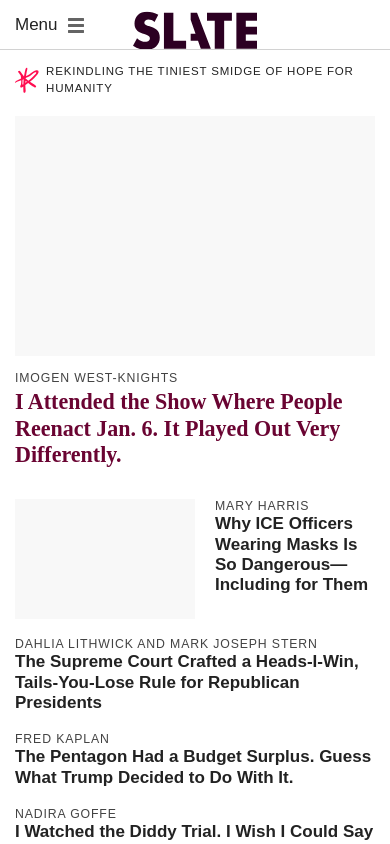 Menu
SLATE
REKINDLING THE TINIEST SMIDGE OF HOPE FOR
HUMANITY
IMOGEN WEST-KNIGHTS
I Attended the Show Where People
Reenact Jan. 6. It Played Out Very
Differently.
MARY HARRIS
Why ICE Officers
Wearing Masks Is
So Dangerous—
Including for Them
DAHLIA LITHWICK AND MARK JOSEPH STERN
The Supreme Court Crafted a Heads-I-Win,
Tails-You-Lose Rule for Republican
Presidents
FRED KAPLAN
The Pentagon Had a Budget Surplus. Guess
What Trump Decided to Do With It.
NADIRA GOFFE
I Watched the Diddy Trial. I Wish I Could Say